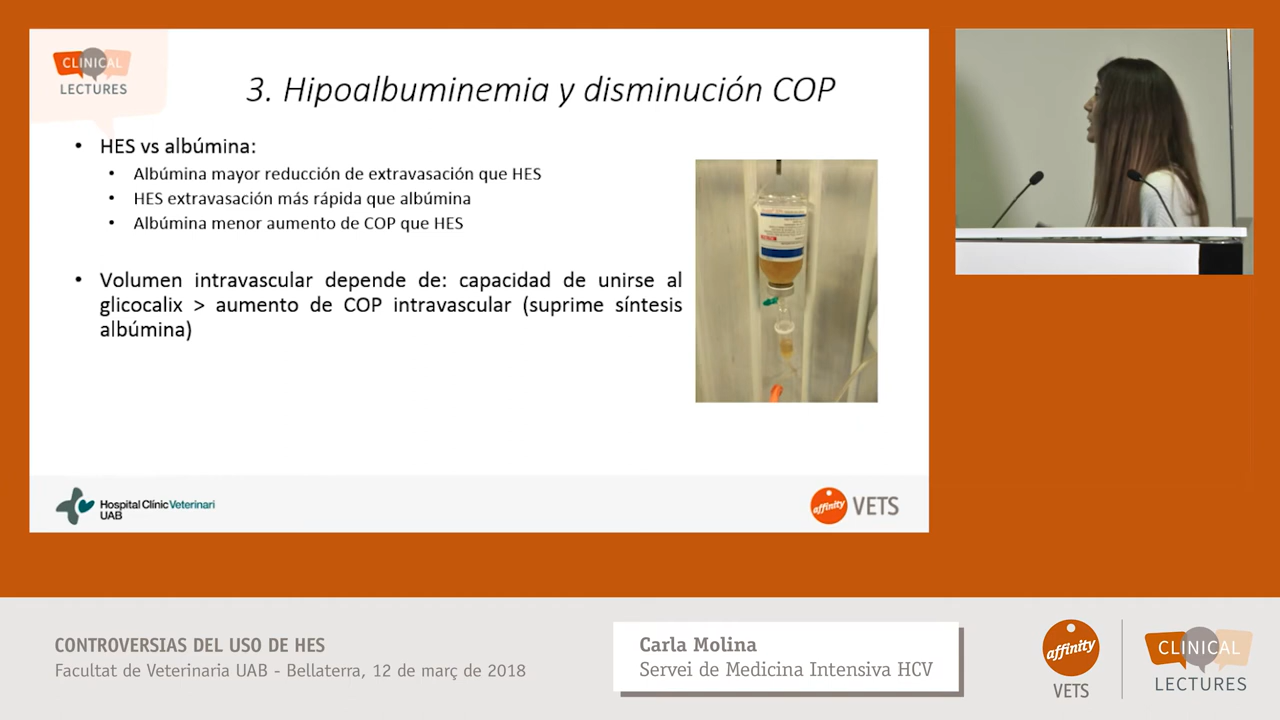 CLINICAL
LECTURES
3. Hipoalbuminemia y disminución COP
• HES vs albúmina:
• Albúmina mayor reducción de extravasación que HES
• HES extravasación más rápida que albúmina
• Albúmina menor aumento de COP que HES
• Volumen intravascular depende de: capacidad de unirse al
glicocalix > aumento de COP intravascular (suprime síntesis
albúmina)
Hospital Clínic Veterinari
UAB
affinity VETS
CONTROVERSIAS DEL USO DE HES
Facultat de Veterinaria UAB - Bellaterra, 12 de març de 2018
Carla Molina
Servei de Medicina Intensiva HCV
affinity
VETS
CLINICAL
LECTURES